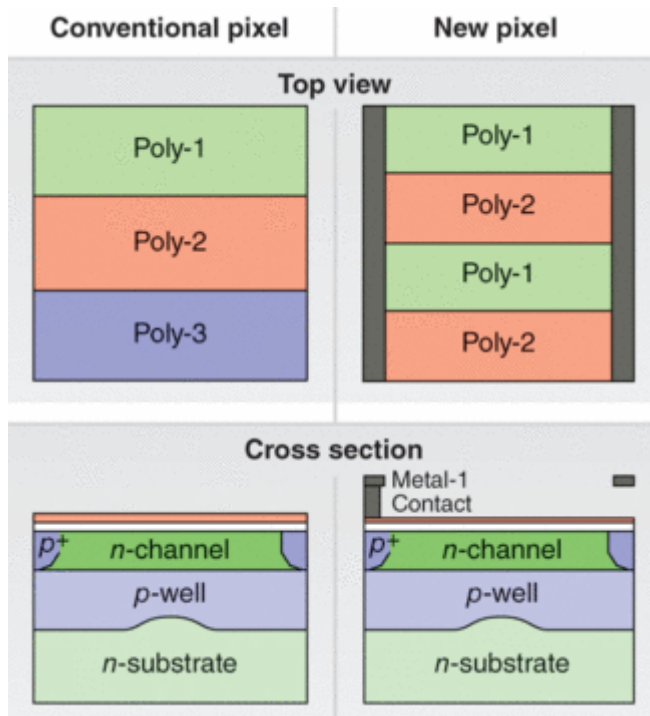 Conventional pixel
New pixel
Top view
Poly-1
Poly-2
Poly-3
Poly-1
Poly-2
Poly-1
Poly-2
Cross section
p+
n-channel
p-well
n-substrate
Metal-1
Contact
p+
n-channel
p-well
n-substrate